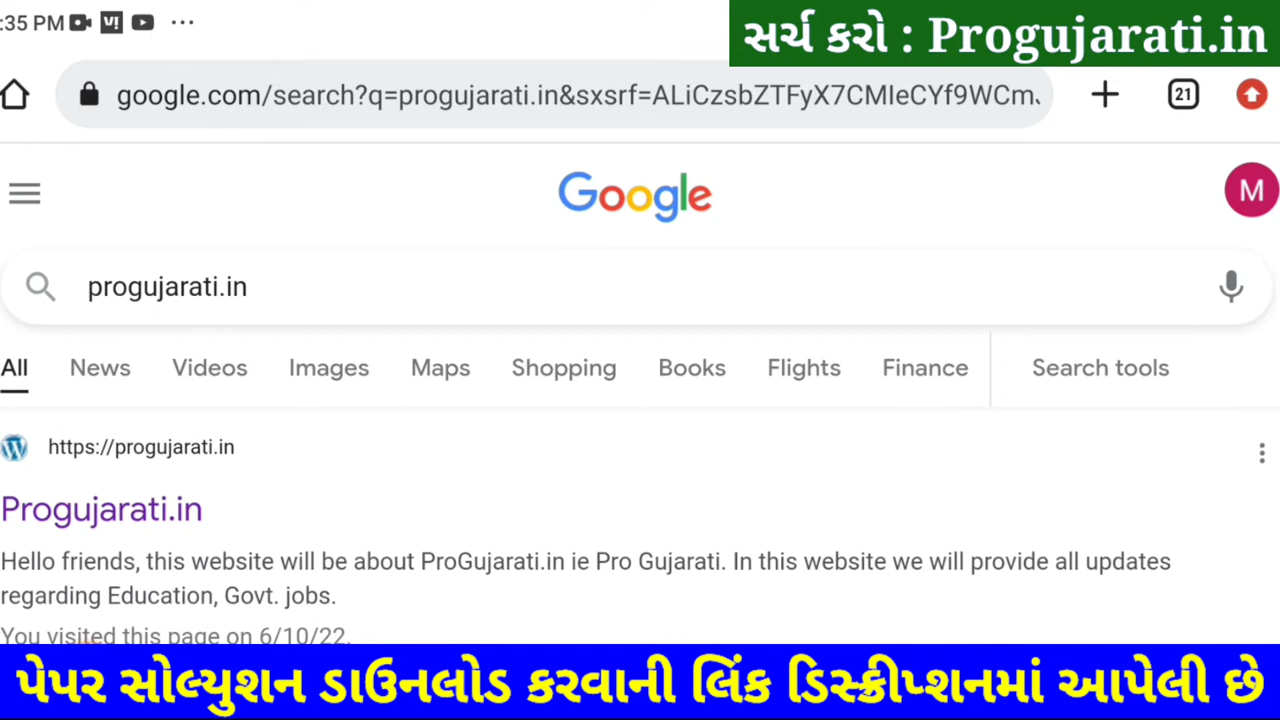 :35 PM
સર્ચ કરો : Progujarati.in
google.com/search?q=progujarati.in&sxsrf=ALiCzsbZTFyX7CMIeCYf9WCm
21
Google
M
progujarati.in
All News Videos Images Maps Shopping Books Flights Finance Search tools
https://progujarati.in
Progujarati.in
Hello friends, this website will be about ProGujarati.in ie Pro Gujarati. In this website we will provide all updates
regarding Education, Govt. jobs.
You visited this page on 6/10/22.
પેપર સોલ્યુશન ડાઉનલોડ કરવાની લિંક ડિસ્ક્રીપ્શનમાં આપેલી છે